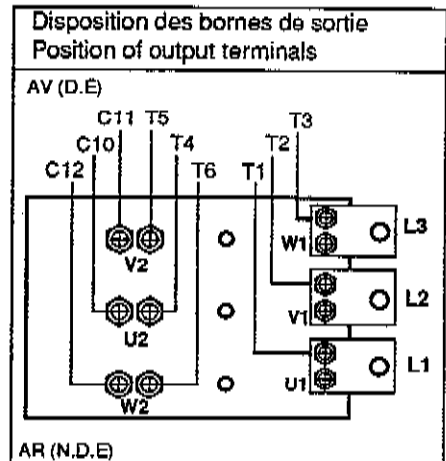 Disposition des bornes de sortie
Position of output terminals
AV (D.E)
C11 T5 T3
C10 T4 T2
C12 T6 T1
W1 L3
V2
V1 L2
U2
U1 L1
W2
AR (N.D.E)